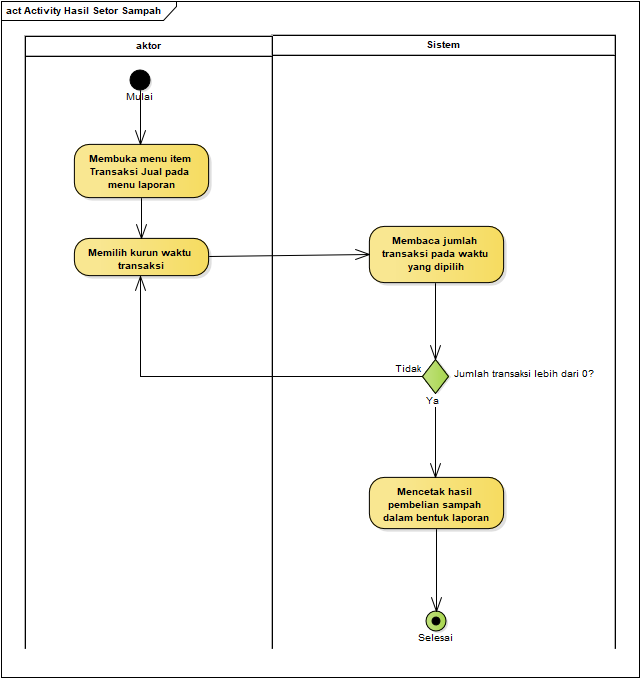 act Activity Hasil Setor Sampah
aktor
Sistem
Mulai
Membuka menu item
Transaksi Jual pada
menu laporan
Memilih kurun waktu
transaksi
Membaca jumlah
transaksi pada waktu
yang dipilih
Tidak
Jumlah transaksi lebih dari 0?
Ya
Mencetak hasil
pembelian sampah
dalam bentuk laporan
Selesai